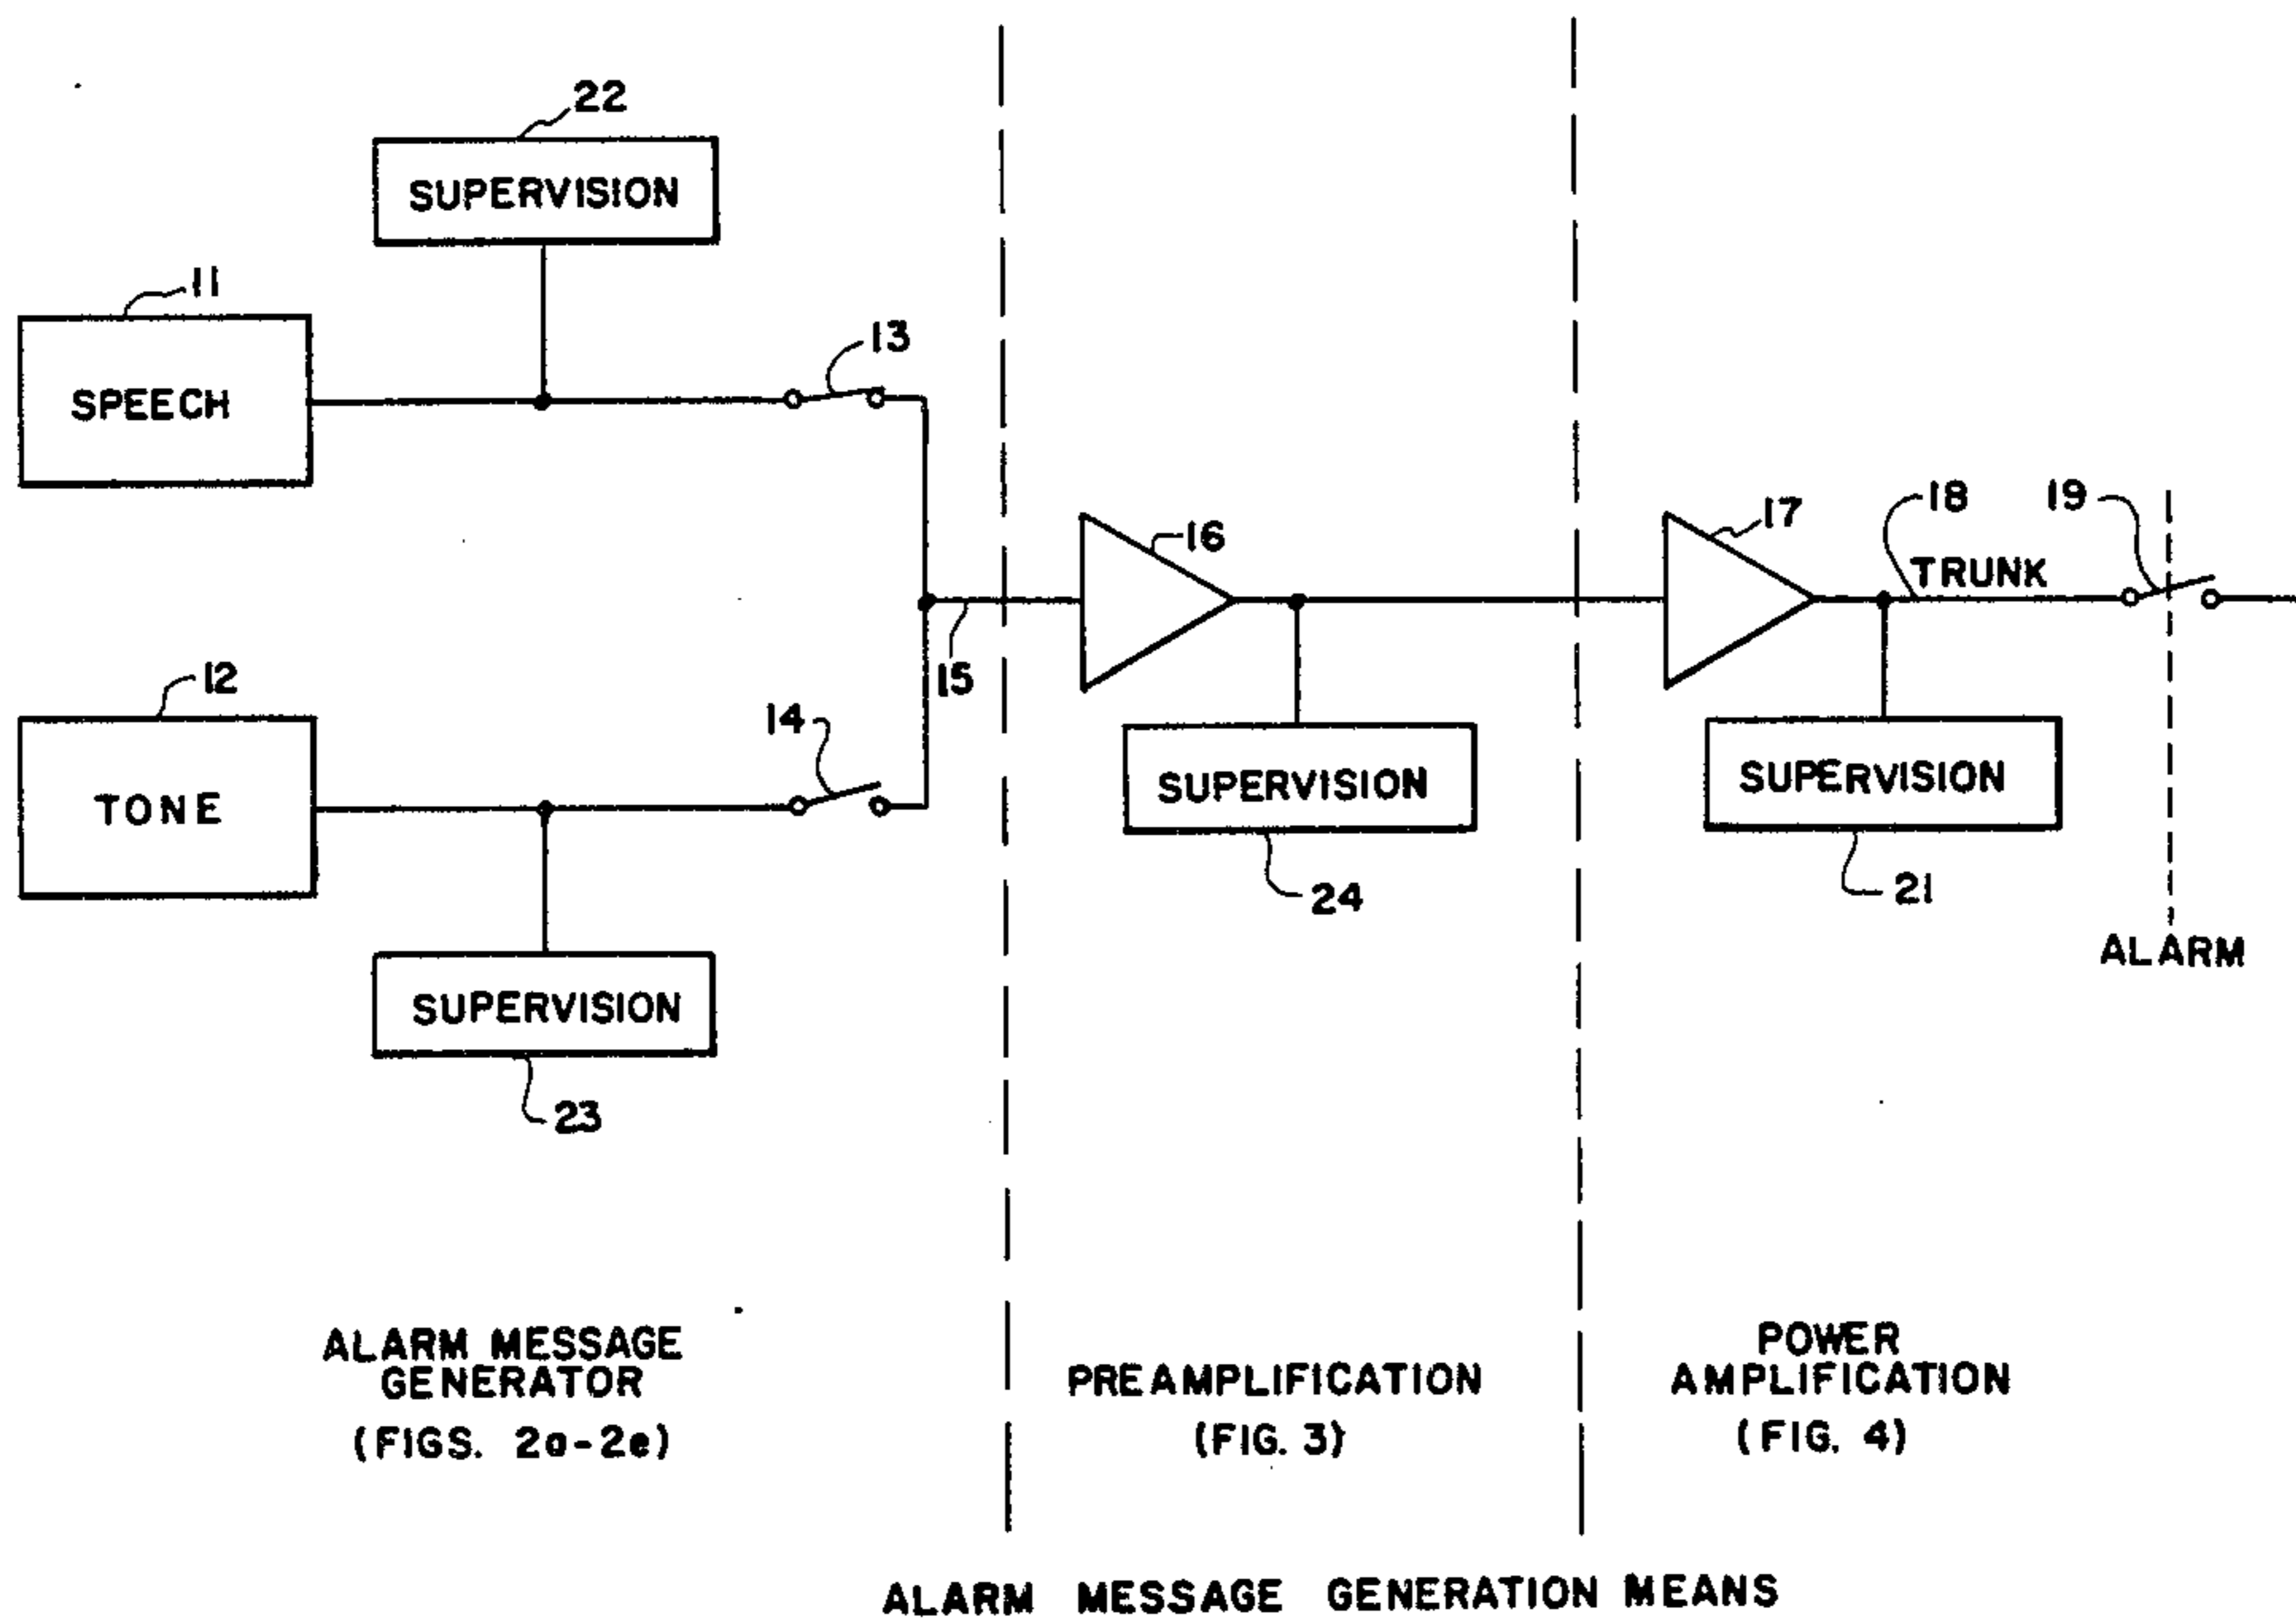 22
SUPERVISION
11
SPEECH
13
16
17
18
19
TRUNK
15
12
TONE
14
SUPERVISION
24
SUPERVISION
21
ALARM
SUPERVISION
23
ALARM MESSAGE
GENERATOR
(FIGS. 2a-2e)
PREAMPLIFICATION
(FIG. 3)
POWER
AMPLIFICATION
(FIG. 4)
ALARM MESSAGE GENERATION MEANS